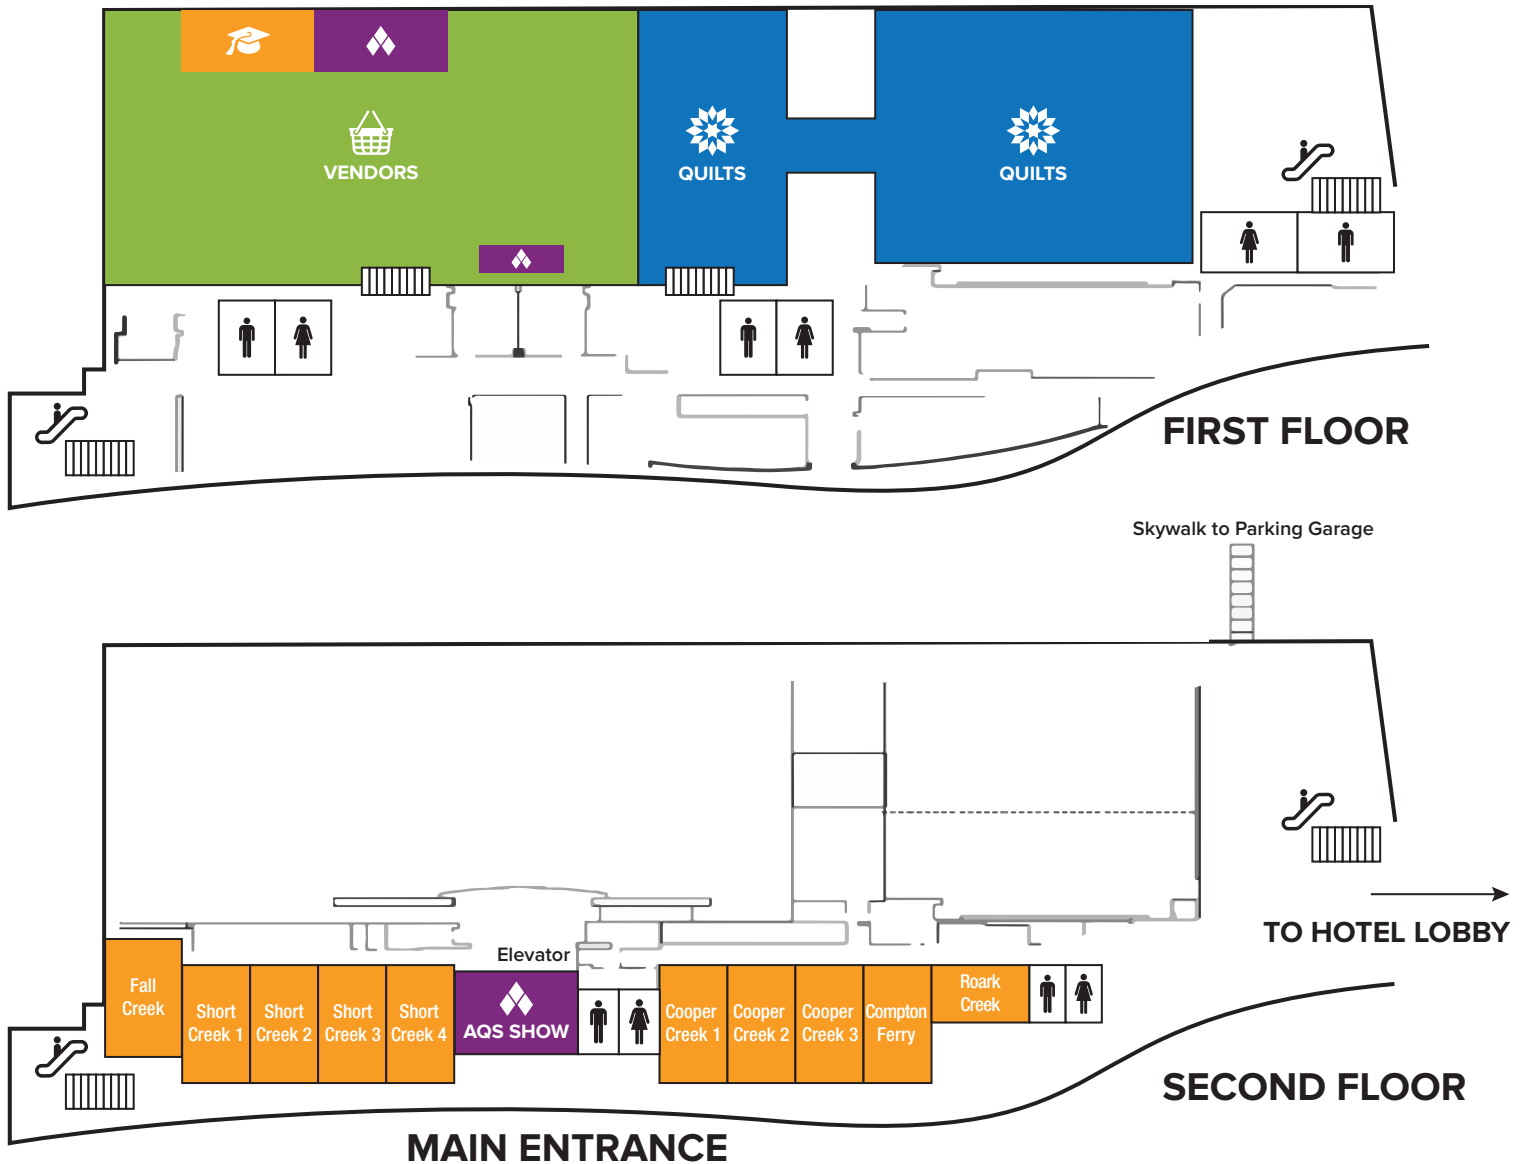 VENDORS
QUILTS
QUILTS
FIRST FLOOR
Skywalk to Parking Garage
TO HOTEL LOBBY
Elevator
Fall
Creek
Short
Creek 1
Short
Creek 2
Short
Creek 3
Short
Creek 4
AQS SHOW
Cooper
Creek 1
Cooper
Creek 2
Cooper
Creek 3
Compton
Ferry
Roark
Creek
SECOND FLOOR
MAIN ENTRANCE